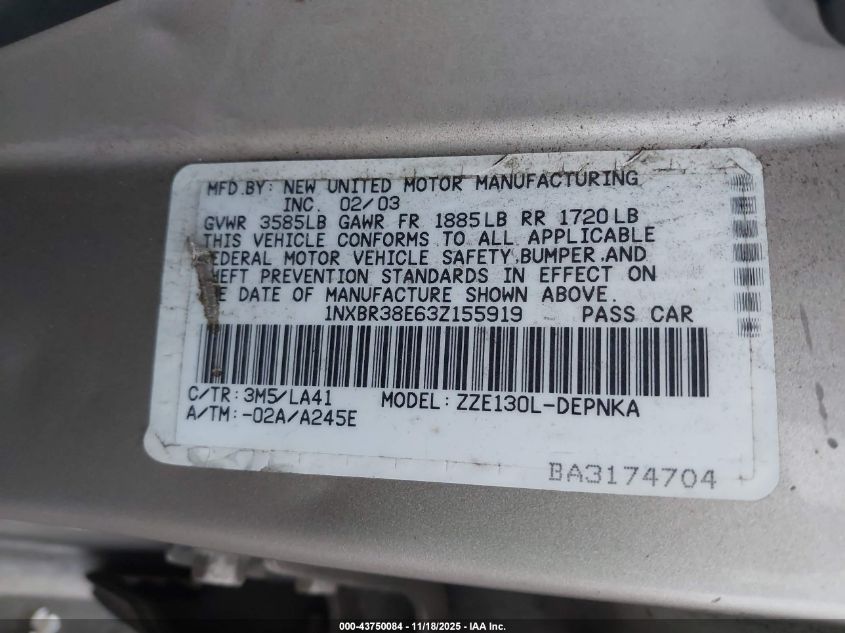 MFD.BY: NEW UNITED MOTOR MANUFACTURING
INC. 02/03
GVWR 3585LB GAWR FR 1885LB RR 1720LB
THIS VEHICLE CONFORMS TO ALL APPLICABLE
FEDERAL MOTOR VEHICLE SAFETY,BUMPER,AND
THEFT PREVENTION STANDARDS IN EFFECT ON
THE DATE OF MANUFACTURE SHOWN ABOVE.
1NXBR38E63Z155919 PASS CAR
C/TR: 3M5/LA41 MODEL: ZZE130L-DEPNKA
A/TM: -02A/A245E
BA3174704
000-43750084 - 11/18/2025 - IAA Inc.